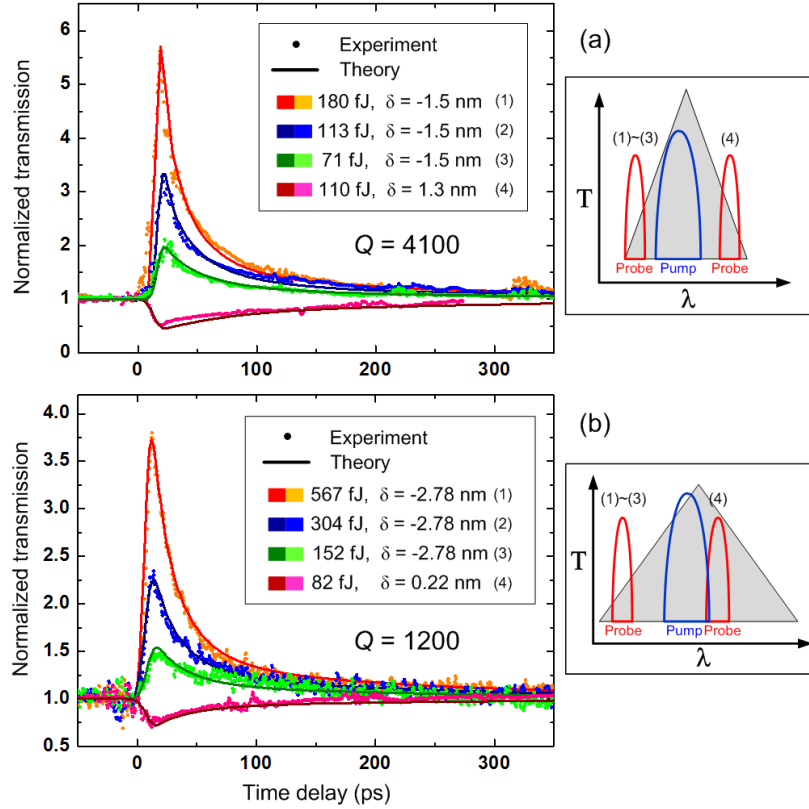 (a)
Normalized transmission
6
5
4
3
2
1
0
0 100 200 300
Experiment
Theory
180 fJ, δ = -1.5 nm (1)
113 fJ, δ = -1.5 nm (2)
71 fJ, δ = -1.5 nm (3)
110 fJ, δ = 1.3 nm (4)
Q = 4100
(1)~(3) (4)
T
Probe Pump Probe
λ
(b)
Normalized transmission
4.0
3.5
3.0
2.5
2.0
1.5
1.0
0.5
0 100 200 300
Time delay (ps)
Experiment
Theory
567 fJ, δ = -2.78 nm (1)
304 fJ, δ = -2.78 nm (2)
152 fJ, δ = -2.78 nm (3)
82 fJ, δ = 0.22 nm (4)
Q = 1200
(1)~(3) (4)
T
Probe Pump Probe
λ